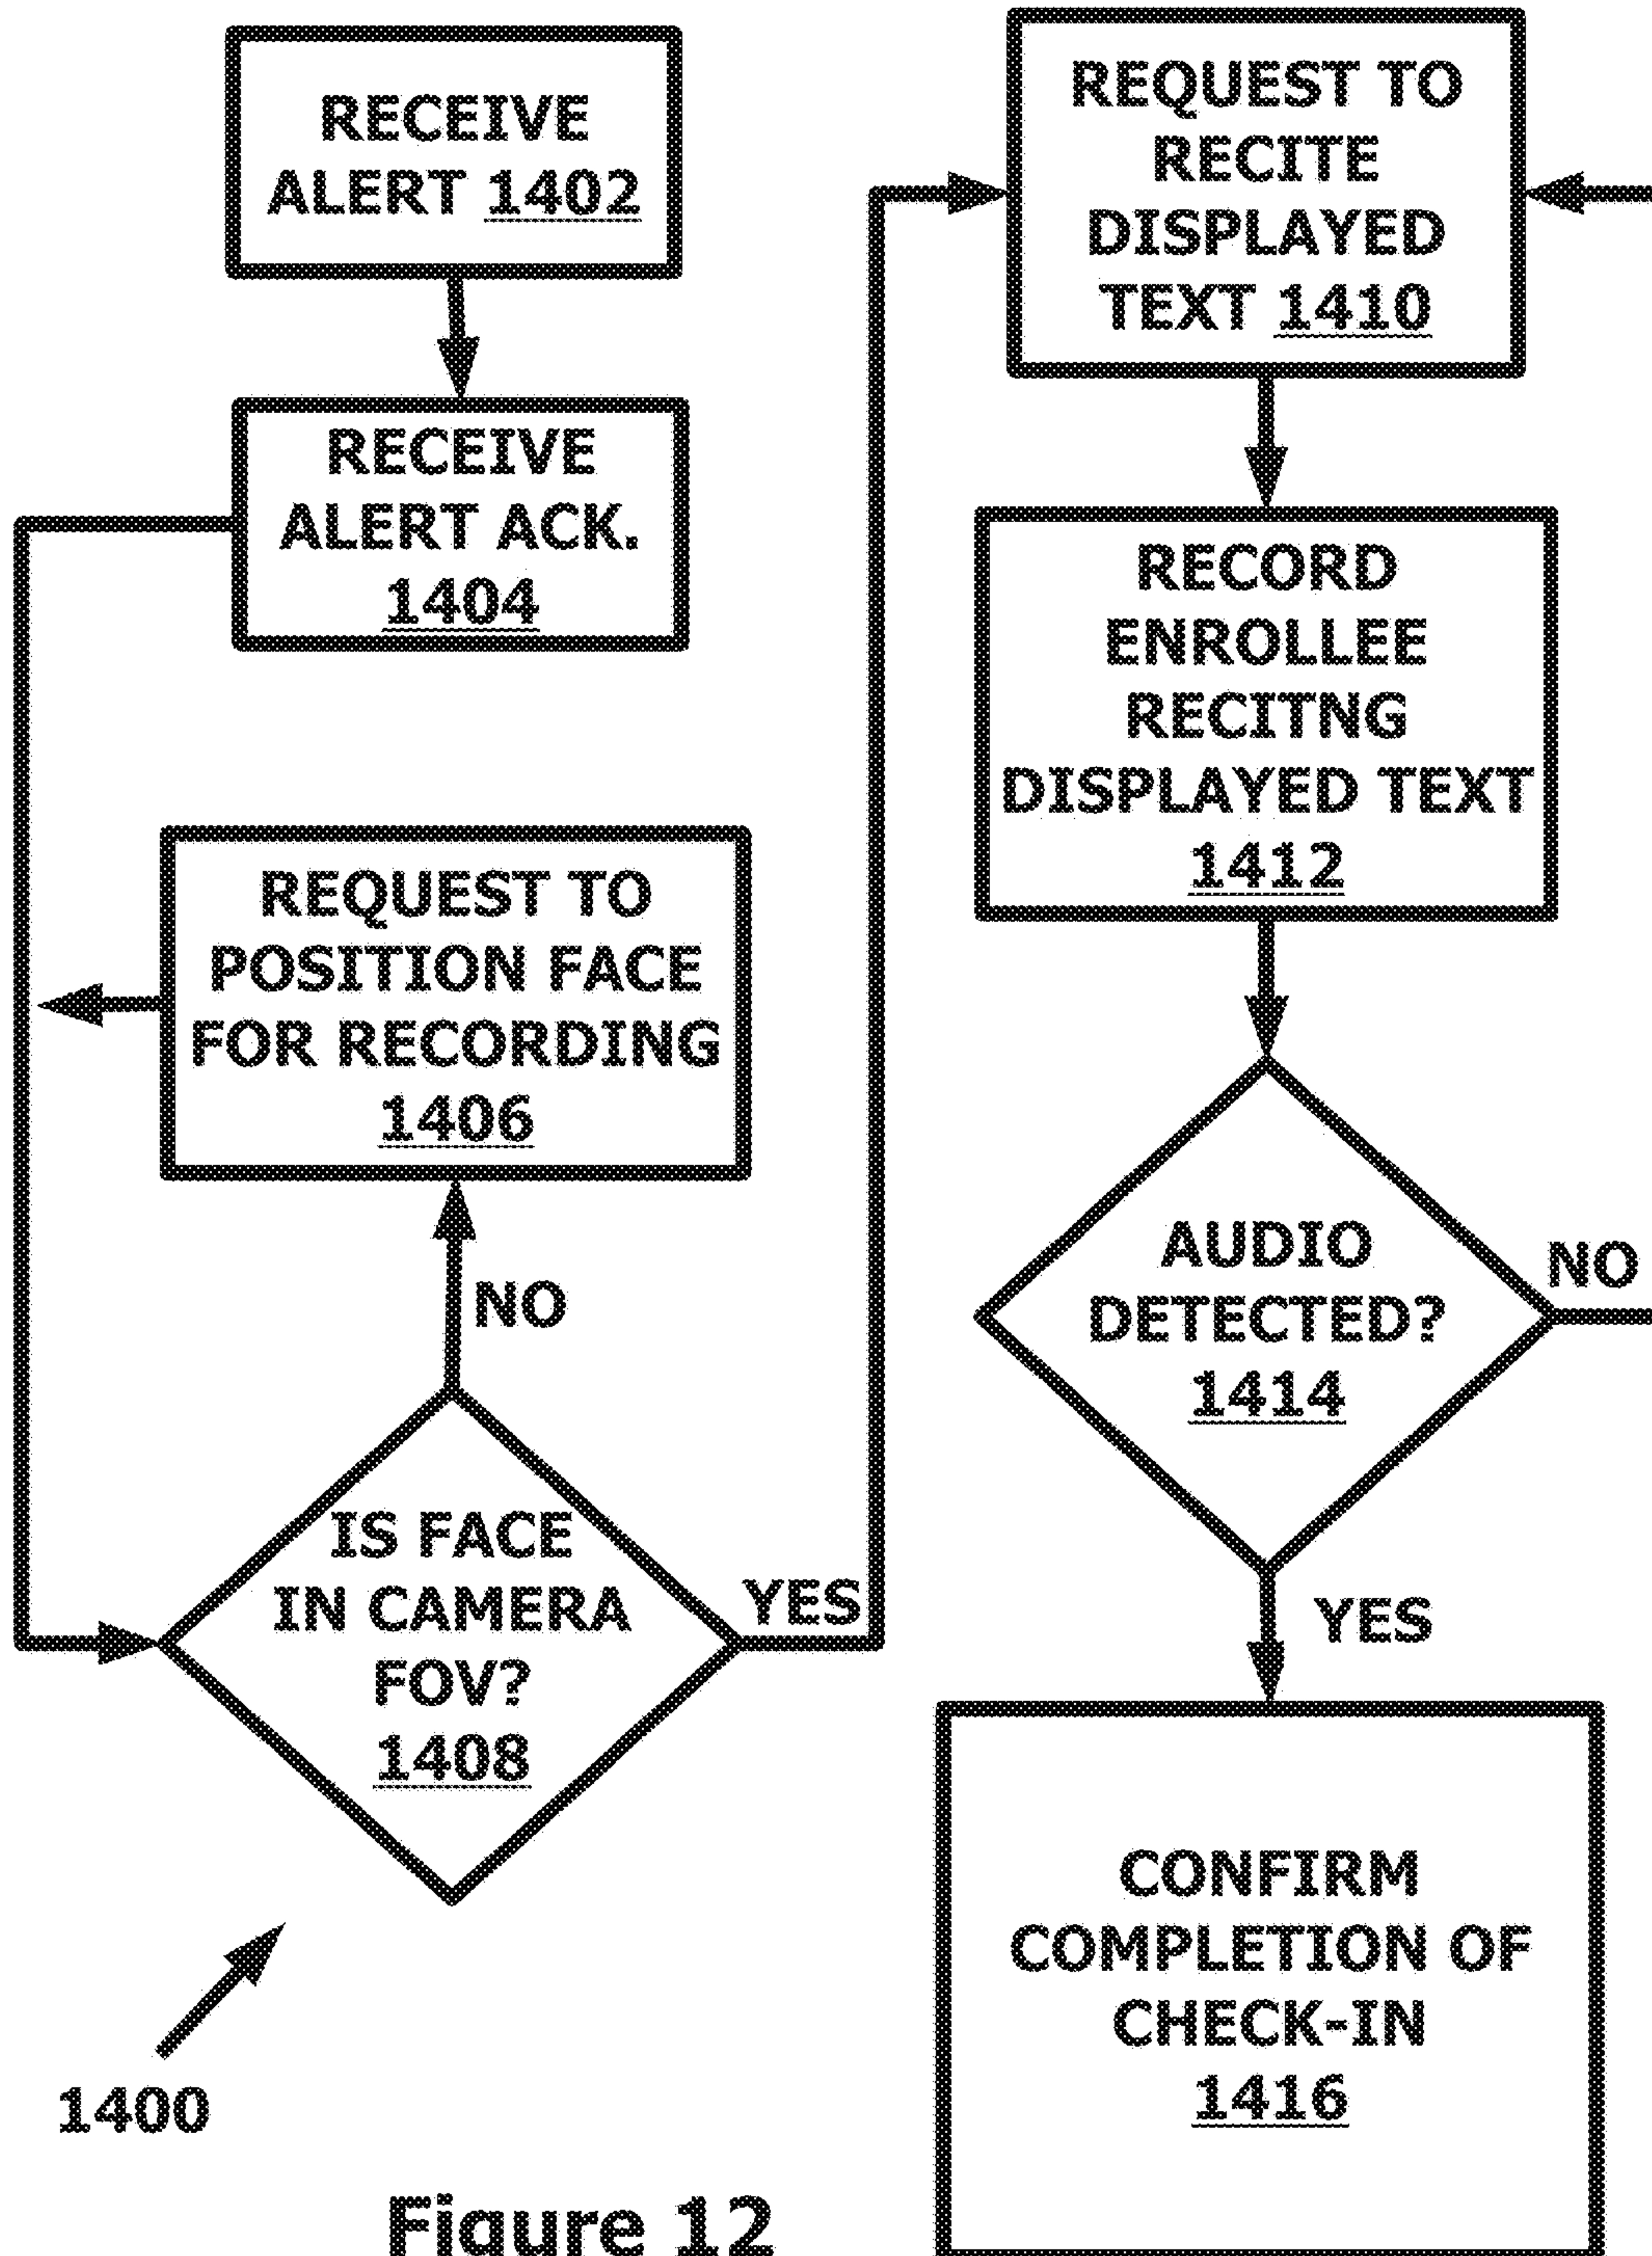 RECEIVE
ALERT 1402
RECEIVE
ALERT ACK.
1404
REQUEST TO
POSITION FACE
FOR RECORDING
1406
NO
IS FACE
IN CAMERA
FOV?
1408
YES
1400
REQUEST TO
RECITE
DISPLAYED
TEXT 1410
RECORD
ENROLLEE
RECITNG
DISPLAYED TEXT
1412
AUDIO
DETECTED?
1414
NO
YES
CONFIRM
COMPLETION OF
CHECK-IN
1416
Figure 12